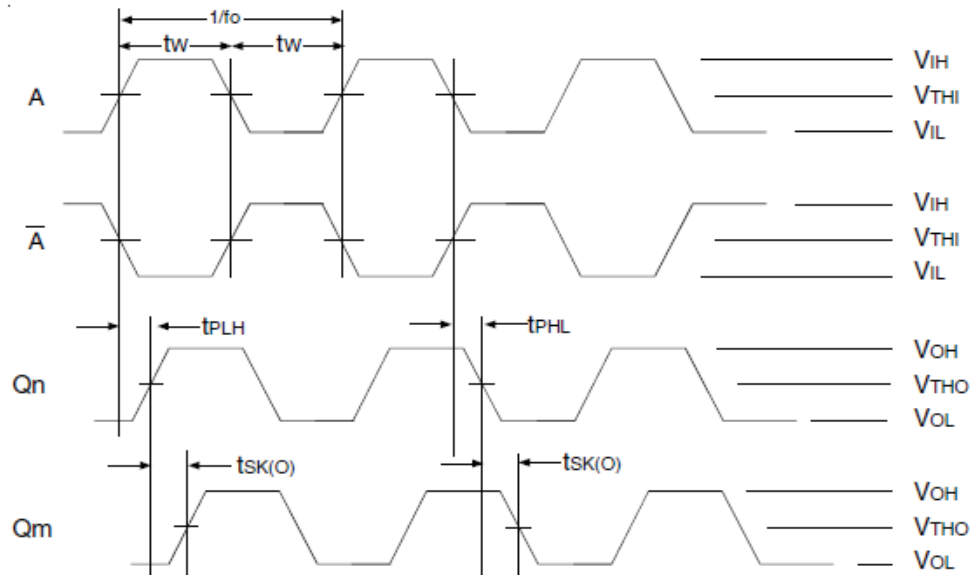 1/fo
tW tW
A VIH
VTHI
VIL
A VIH
VTHI
VIL
tPLH tPHL
Qn VOH
VTHO
VOL
tSK(O) tSK(O)
Qm VOH
VTHO
VOL